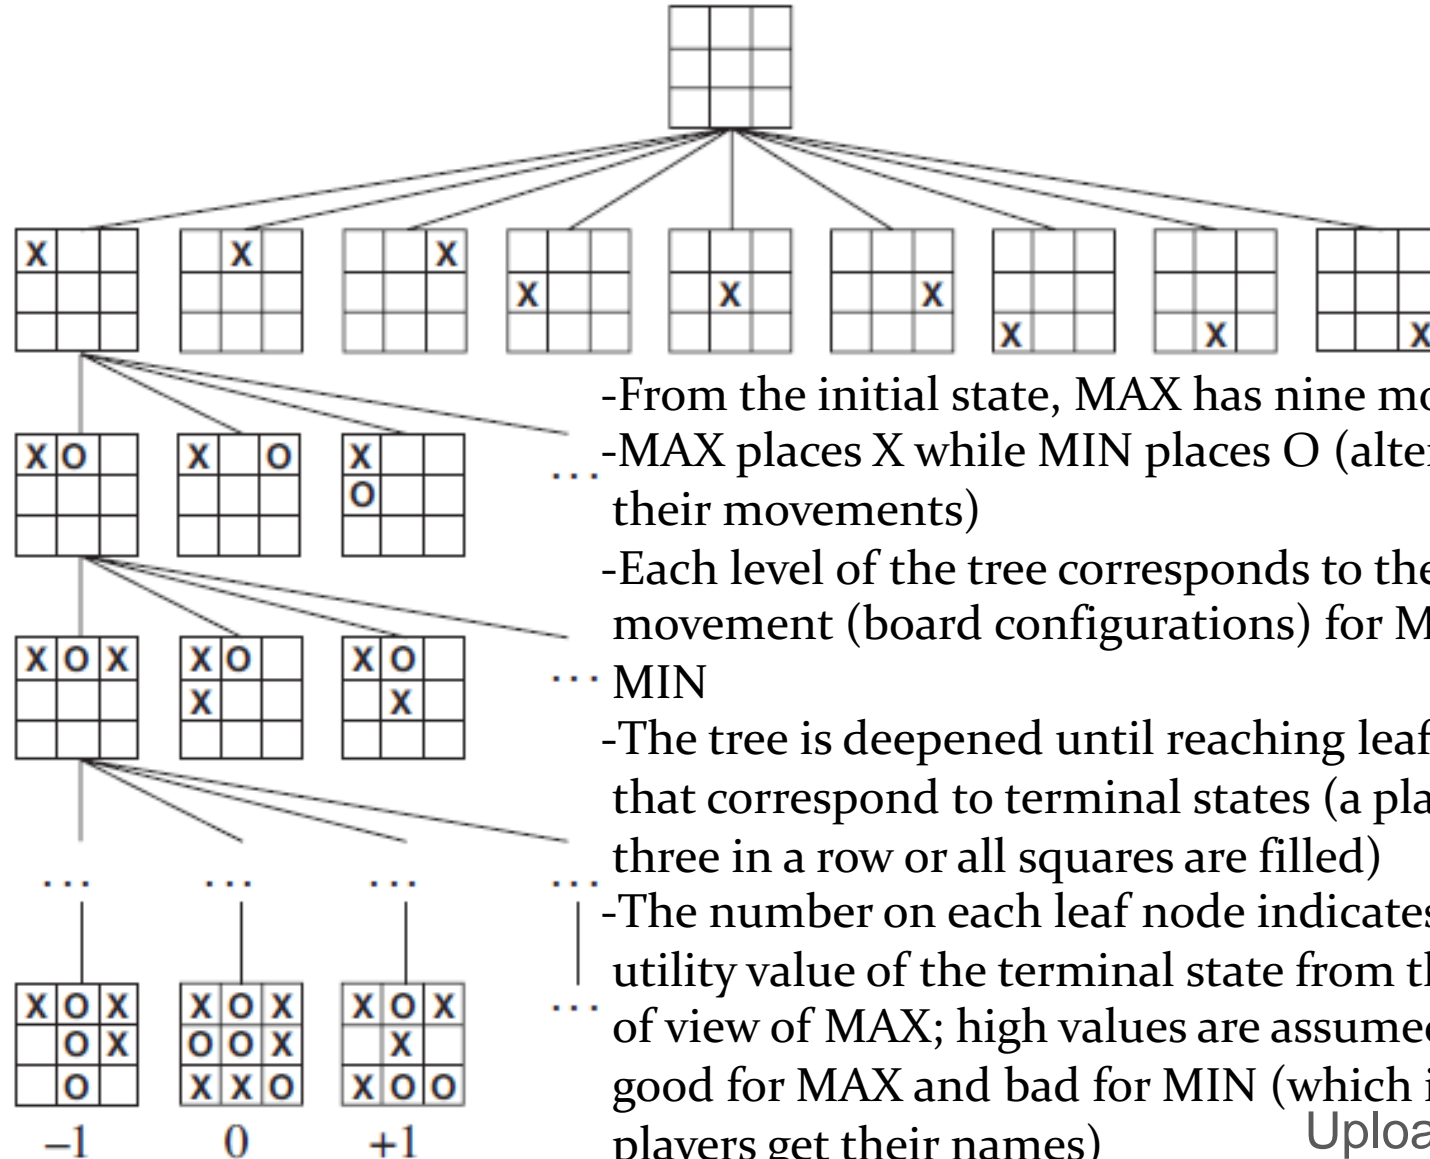 X X X X X X X X X
-From the initial state, MAX has nine
-MAX places X while MIN places O
X O X O X
O
their movements)
-Each level of the tree corresponds to the
movement (board configurations) for
X O X X O X O
X X
MIN
-The tree is deepened until reaching leaf
that correspond to terminal states (a
three in a row or all squares are filled)
-The number on each leaf node indicates
utility value of the terminal state from
X O X X O X X O X
of view of MAX; high values are assumed
O X O O X X
good for MAX and bad for MIN (which
O X X O X O O
–1 0 +1
players get their names)